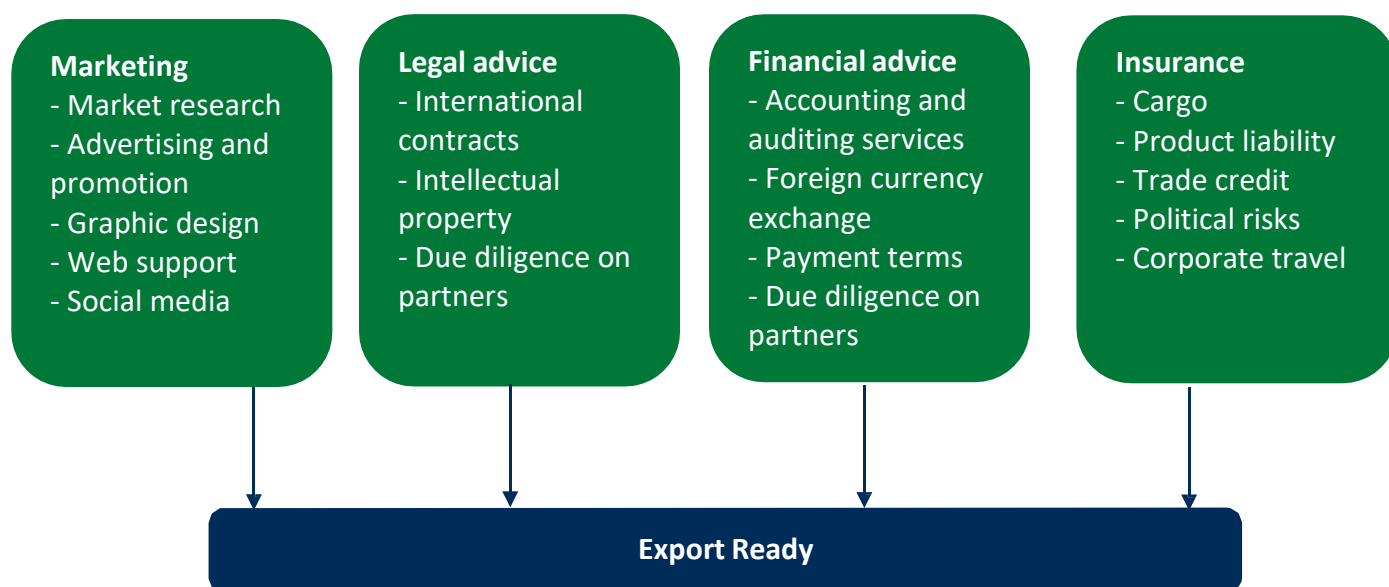 Marketing
- Market research
- Advertising and
promotion
- Graphic design
- Web support
- Social media
Legal advice
- International
contracts
- Intellectual
property
- Due diligence on
partners
Financial advice
- Accounting and
auditing services
- Foreign currency
exchange
- Payment terms
- Due diligence on
partners
Insurance
- Cargo
- Product liability
- Trade credit
- Political risks
- Corporate travel
Export Ready